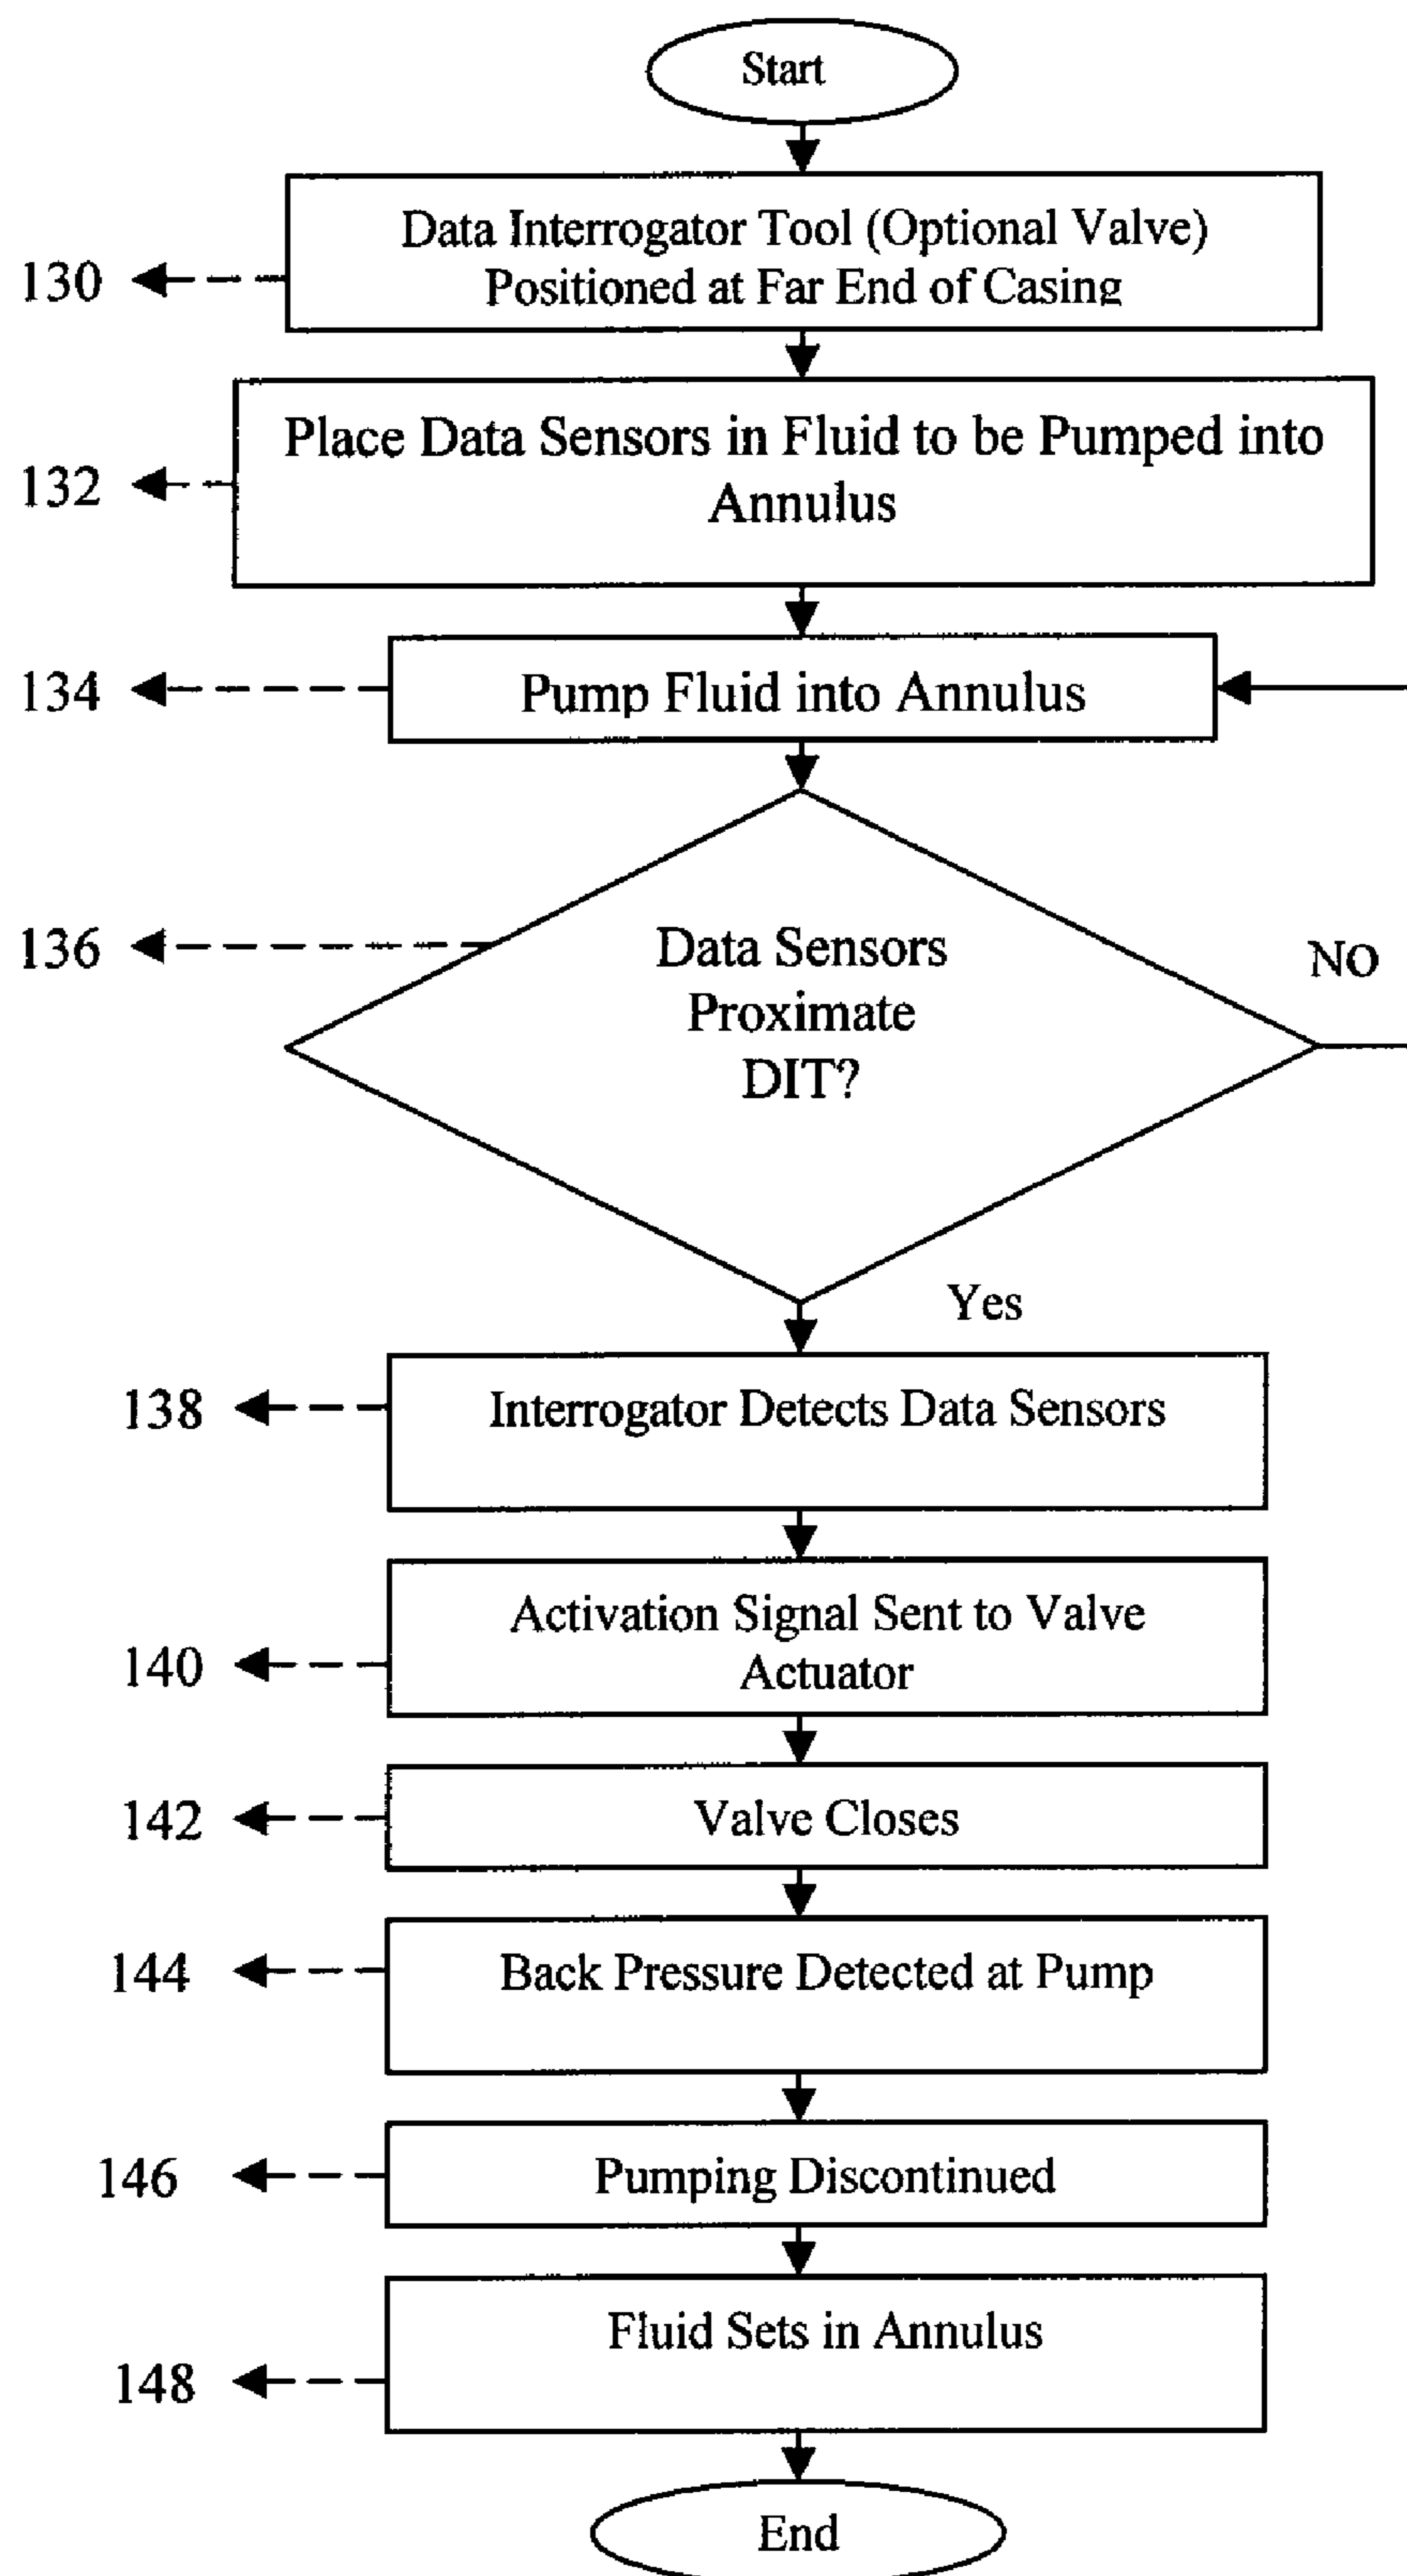 Start
Data Interrogator Tool (Optional Valve)
Positioned at Far End of Casing
130
Place Data Sensors in Fluid to be Pumped into
Annulus
132
Pump Fluid into Annulus
134
Data Sensors
Proximate
DIT?
136
NO
Yes
Interrogator Detects Data Sensors
138
Activation Signal Sent to Valve
Actuator
140
Valve Closes
142
Back Pressure Detected at Pump
144
Pumping Discontinued
146
Fluid Sets in Annulus
148
End